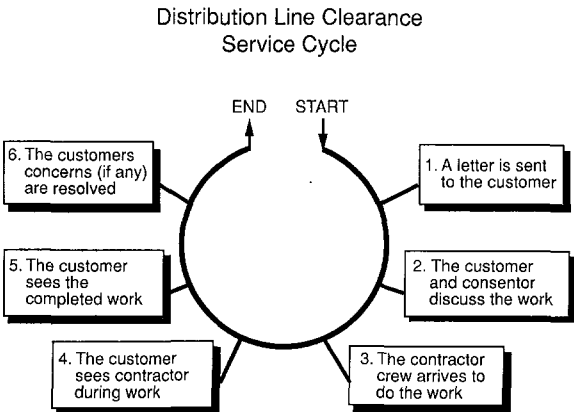 Distribution Line Clearance
Service Cycle
END START
1. A letter is sent
to the customer
2. The customer
and consentor
discuss the work
3. The contractor
crew arrives to
do the work
4. The customer
sees contractor
during work
5. The customer
sees the
completed work
6. The customers
concerns (if any)
are resolved